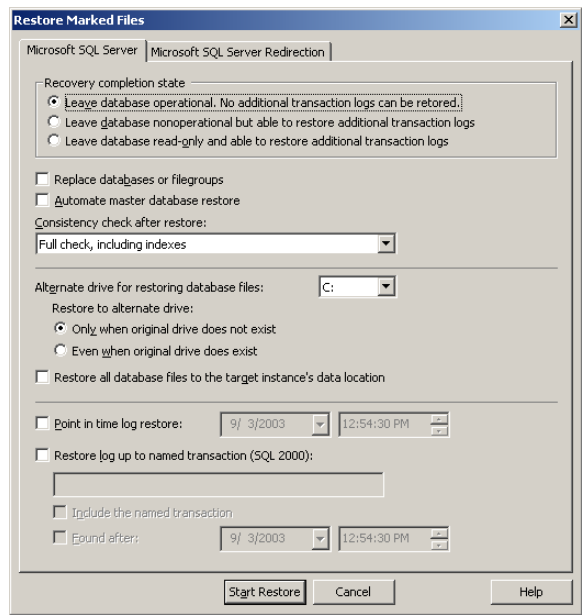 Restore Marked Files
Microsoft SQL Server
Microsoft SQL Server Redirection
Recovery completion state
Leave database operational. No additional transaction logs can be retored.
Leave database nonoperational but able to restore additional transaction logs
Leave database read-only and able to restore additional transaction logs
Replace databases or filegroups
Automate master database restore
Consistency check after restore:
Full check, including indexes
Alternate drive for restoring database files: C:
Restore to alternate drive:
Only when original drive does not exist
Even when original drive does exist
Restore all database files to the target instance's data location
Point in time log restore: 9/ 3/2003 12:54:30 PM
Restore log up to named transaction (SQL 2000):
Include the named transaction
Found after: 9/ 3/2003 12:54:30 PM
Start Restore Cancel Help